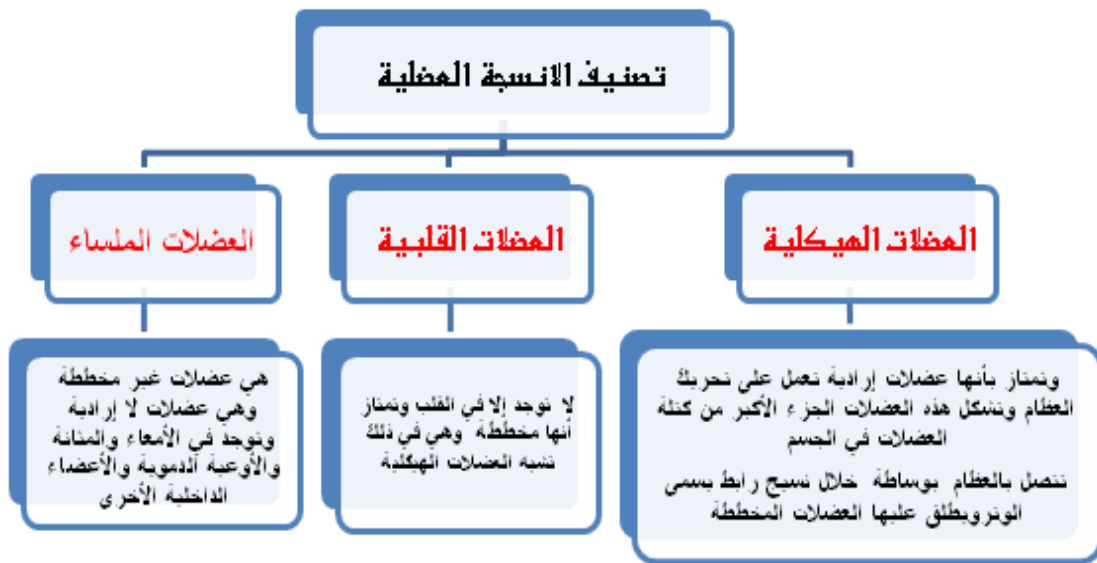 تصنيف الانسجة العضلية
العضلات الهيكلية
العضلات القلبية
العضلات الملساء
وتمتاز بأنها عضلات إرادية تعمل على تحريك
العظام وتشكل هذه العضلات الجزء الأكبر من كتلة
العضلات في الجسم
تتصل بالعظام بوساطة خلال نسيج رابط يسمى
الوترويطلق عليها العضلات المخططة
لا توجد إلا في القلب وتمتاز
أنها مخططة وهي في ذلك
تشبه العضلات الهيكلية
هي عضلات غير مخططة
وهي عضلات لا إرادية
وتوجد في الأمعاء والمثانة
والأوعية الدموية والأعضاء
الداخلية الأخرى